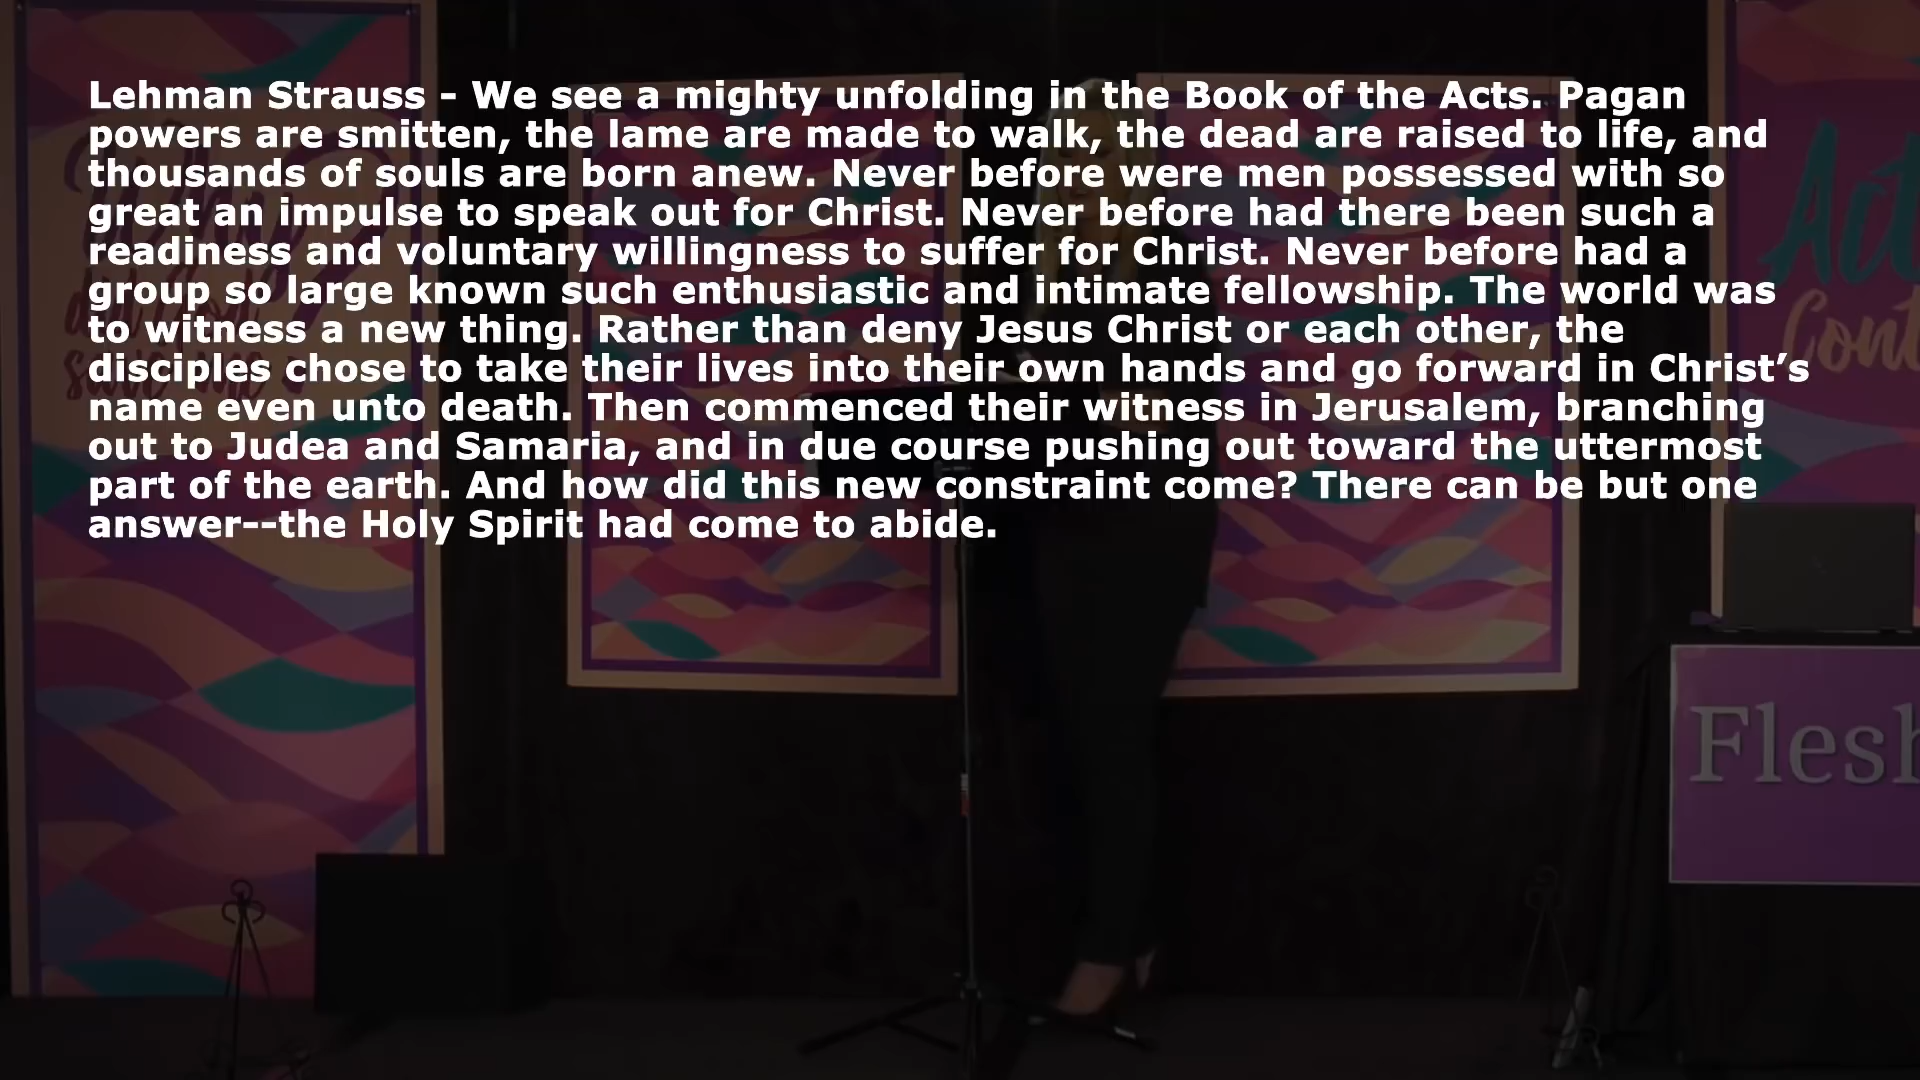 Lehman Strauss - We see a mighty unfolding in the Book of the Acts. Pagan
powers are smitten, the lame are made to walk, the dead are raised to life, and
thousands of souls are born anew. Never before were men possessed with so
great an impulse to speak out for Christ. Never before had there been such a
readiness and voluntary willingness to suffer for Christ. Never before had a
group so large known such enthusiastic and intimate fellowship. The world was
to witness a new thing. Rather than deny Jesus Christ or each other, the
disciples chose to take their lives into their own hands and go forward in Christ’s
name even unto death. Then commenced their witness in Jerusalem, branching
out to Judea and Samaria, and in due course pushing out toward the uttermost
part of the earth. And how did this new constraint come? There can be but one
answer--the Holy Spirit had come to abide.
Act
Cont
Flesh